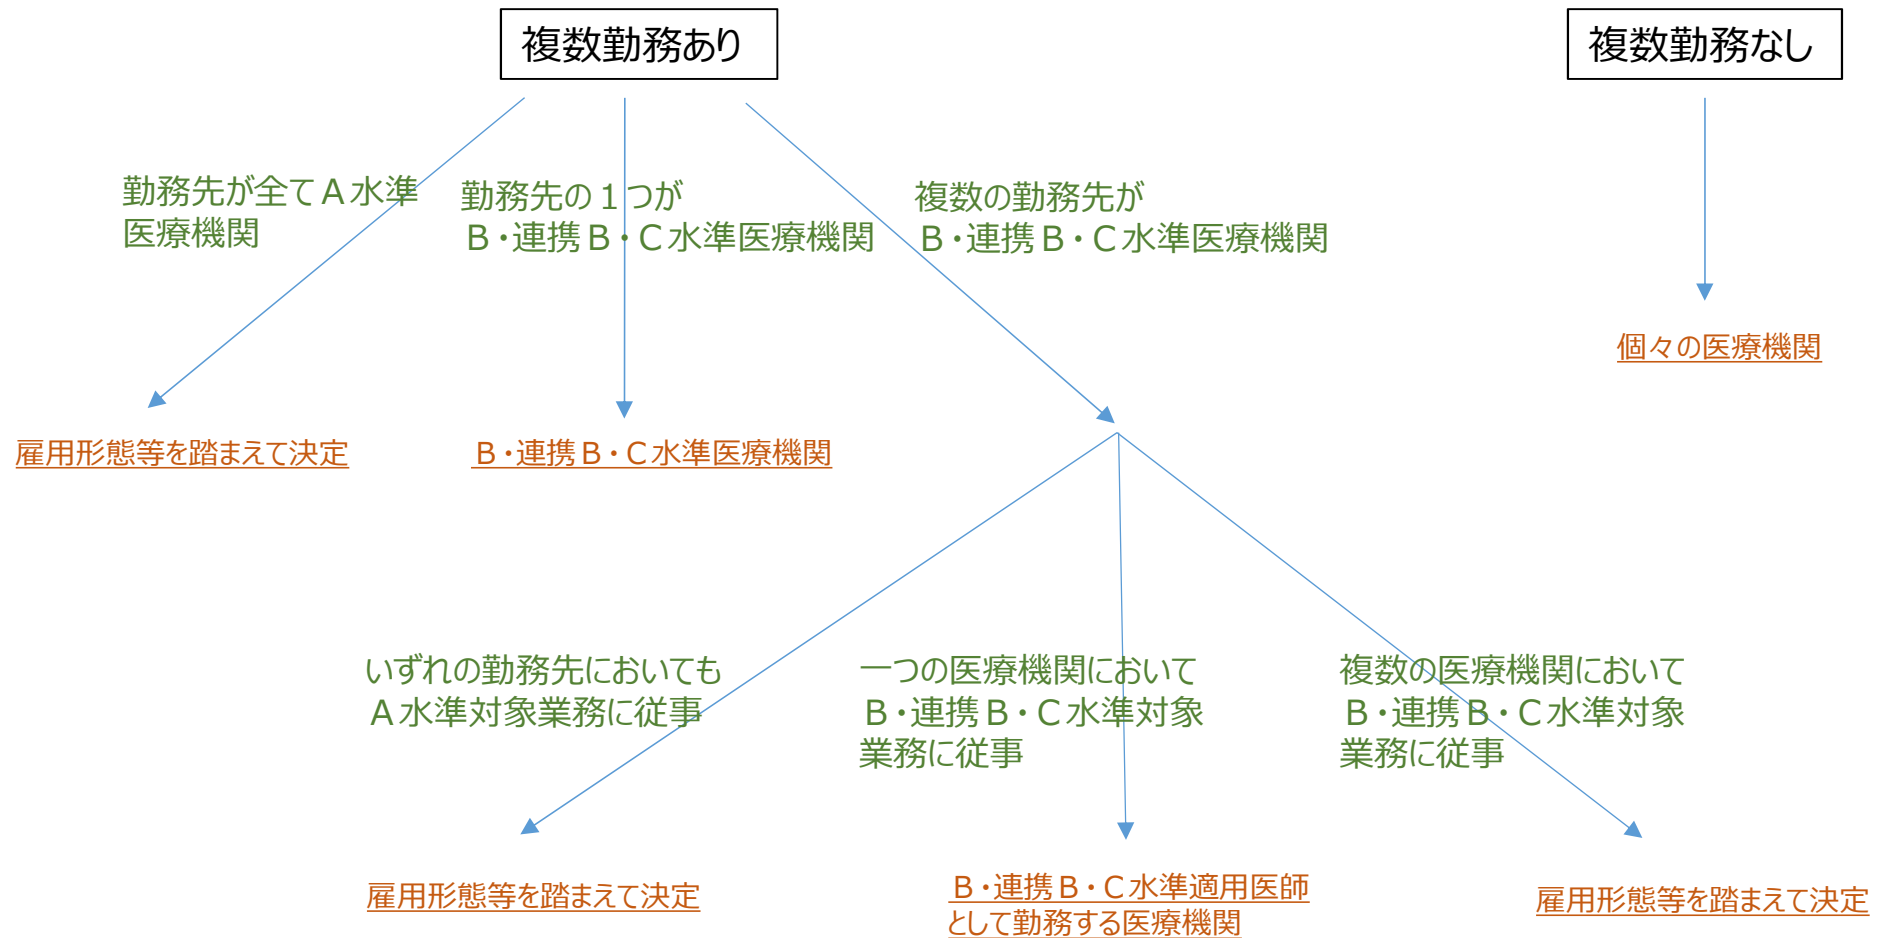 複数勤務あり
複数勤務なし
勤務先が全てＡ水準
医療機関
勤務先の１つが
Ｂ・連携Ｂ・Ｃ水準医療機関
複数の勤務先が
Ｂ・連携Ｂ・Ｃ水準医療機関
個々の医療機関
雇用形態等を踏まえて決定
Ｂ・連携Ｂ・Ｃ水準医療機関
いずれの勤務先においても
Ａ水準対象業務に従事
一つの医療機関において
Ｂ・連携Ｂ・Ｃ水準対象
業務に従事
複数の医療機関において
Ｂ・連携Ｂ・Ｃ水準対象
業務に従事
雇用形態等を踏まえて決定
Ｂ・連携Ｂ・Ｃ水準適用医師
として勤務する医療機関
雇用形態等を踏まえて決定